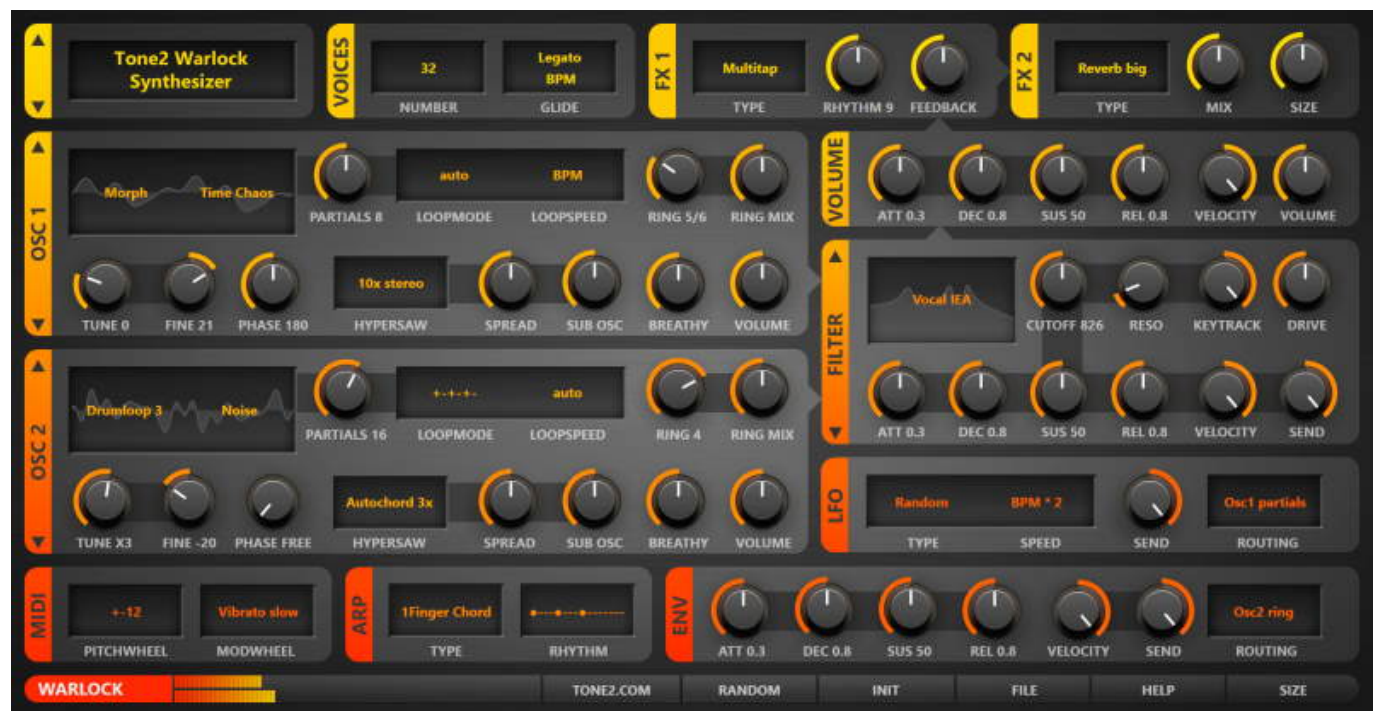 Tone2 Warlock
Synthesizer
VOICES
32
NUMBER
Legato
BPM
GLIDE
FX 1
Multitap
TYPE
RHYTHM 9
FEEDBACK
FX 2
Reverb big
TYPE
MIX
SIZE
OSC 1
Morph
Time Chaos
PARTIALS 8
auto
LOOPMODE
BPM
LOOPSPEED
RING 5/6
RING MIX
TUNE 0
FINE 21
PHASE 180
10x stereo
HYPERSAW
SPREAD
SUB OSC
BREATHY
VOLUME
VOLUME
ATT 0.3
DEC 0.8
SUS 50
REL 0.8
VELOCITY
VOLUME
FILTER
Vocal IEA
CUTOFF 826
RESO
KEYTRACK
DRIVE
ATT 0.3
DEC 0.8
SUS 50
REL 0.8
VELOCITY
SEND
OSC 2
Drumloop 3
Noise
PARTIALS 16
+-+-+-
LOOPMODE
auto
LOOPSPEED
RING 4
RING MIX
TUNE X3
FINE -20
PHASE FREE
Autochord 3x
HYPERSAW
SPREAD
SUB OSC
BREATHY
VOLUME
LFO
Random
TYPE
BPM * 2
SPEED
SEND
Osc1 partials
ROUTING
MIDI
+-12
PITCHWHEEL
Vibrato slow
MODWHEEL
ARP
1Finger Chord
TYPE
RHYTHM
ENV
ATT 0.3
DEC 0.8
SUS 50
REL 0.8
VELOCITY
SEND
Osc2 ring
ROUTING
WARLOCK
TONE2.COM
RANDOM
INIT
FILE
HELP
SIZE